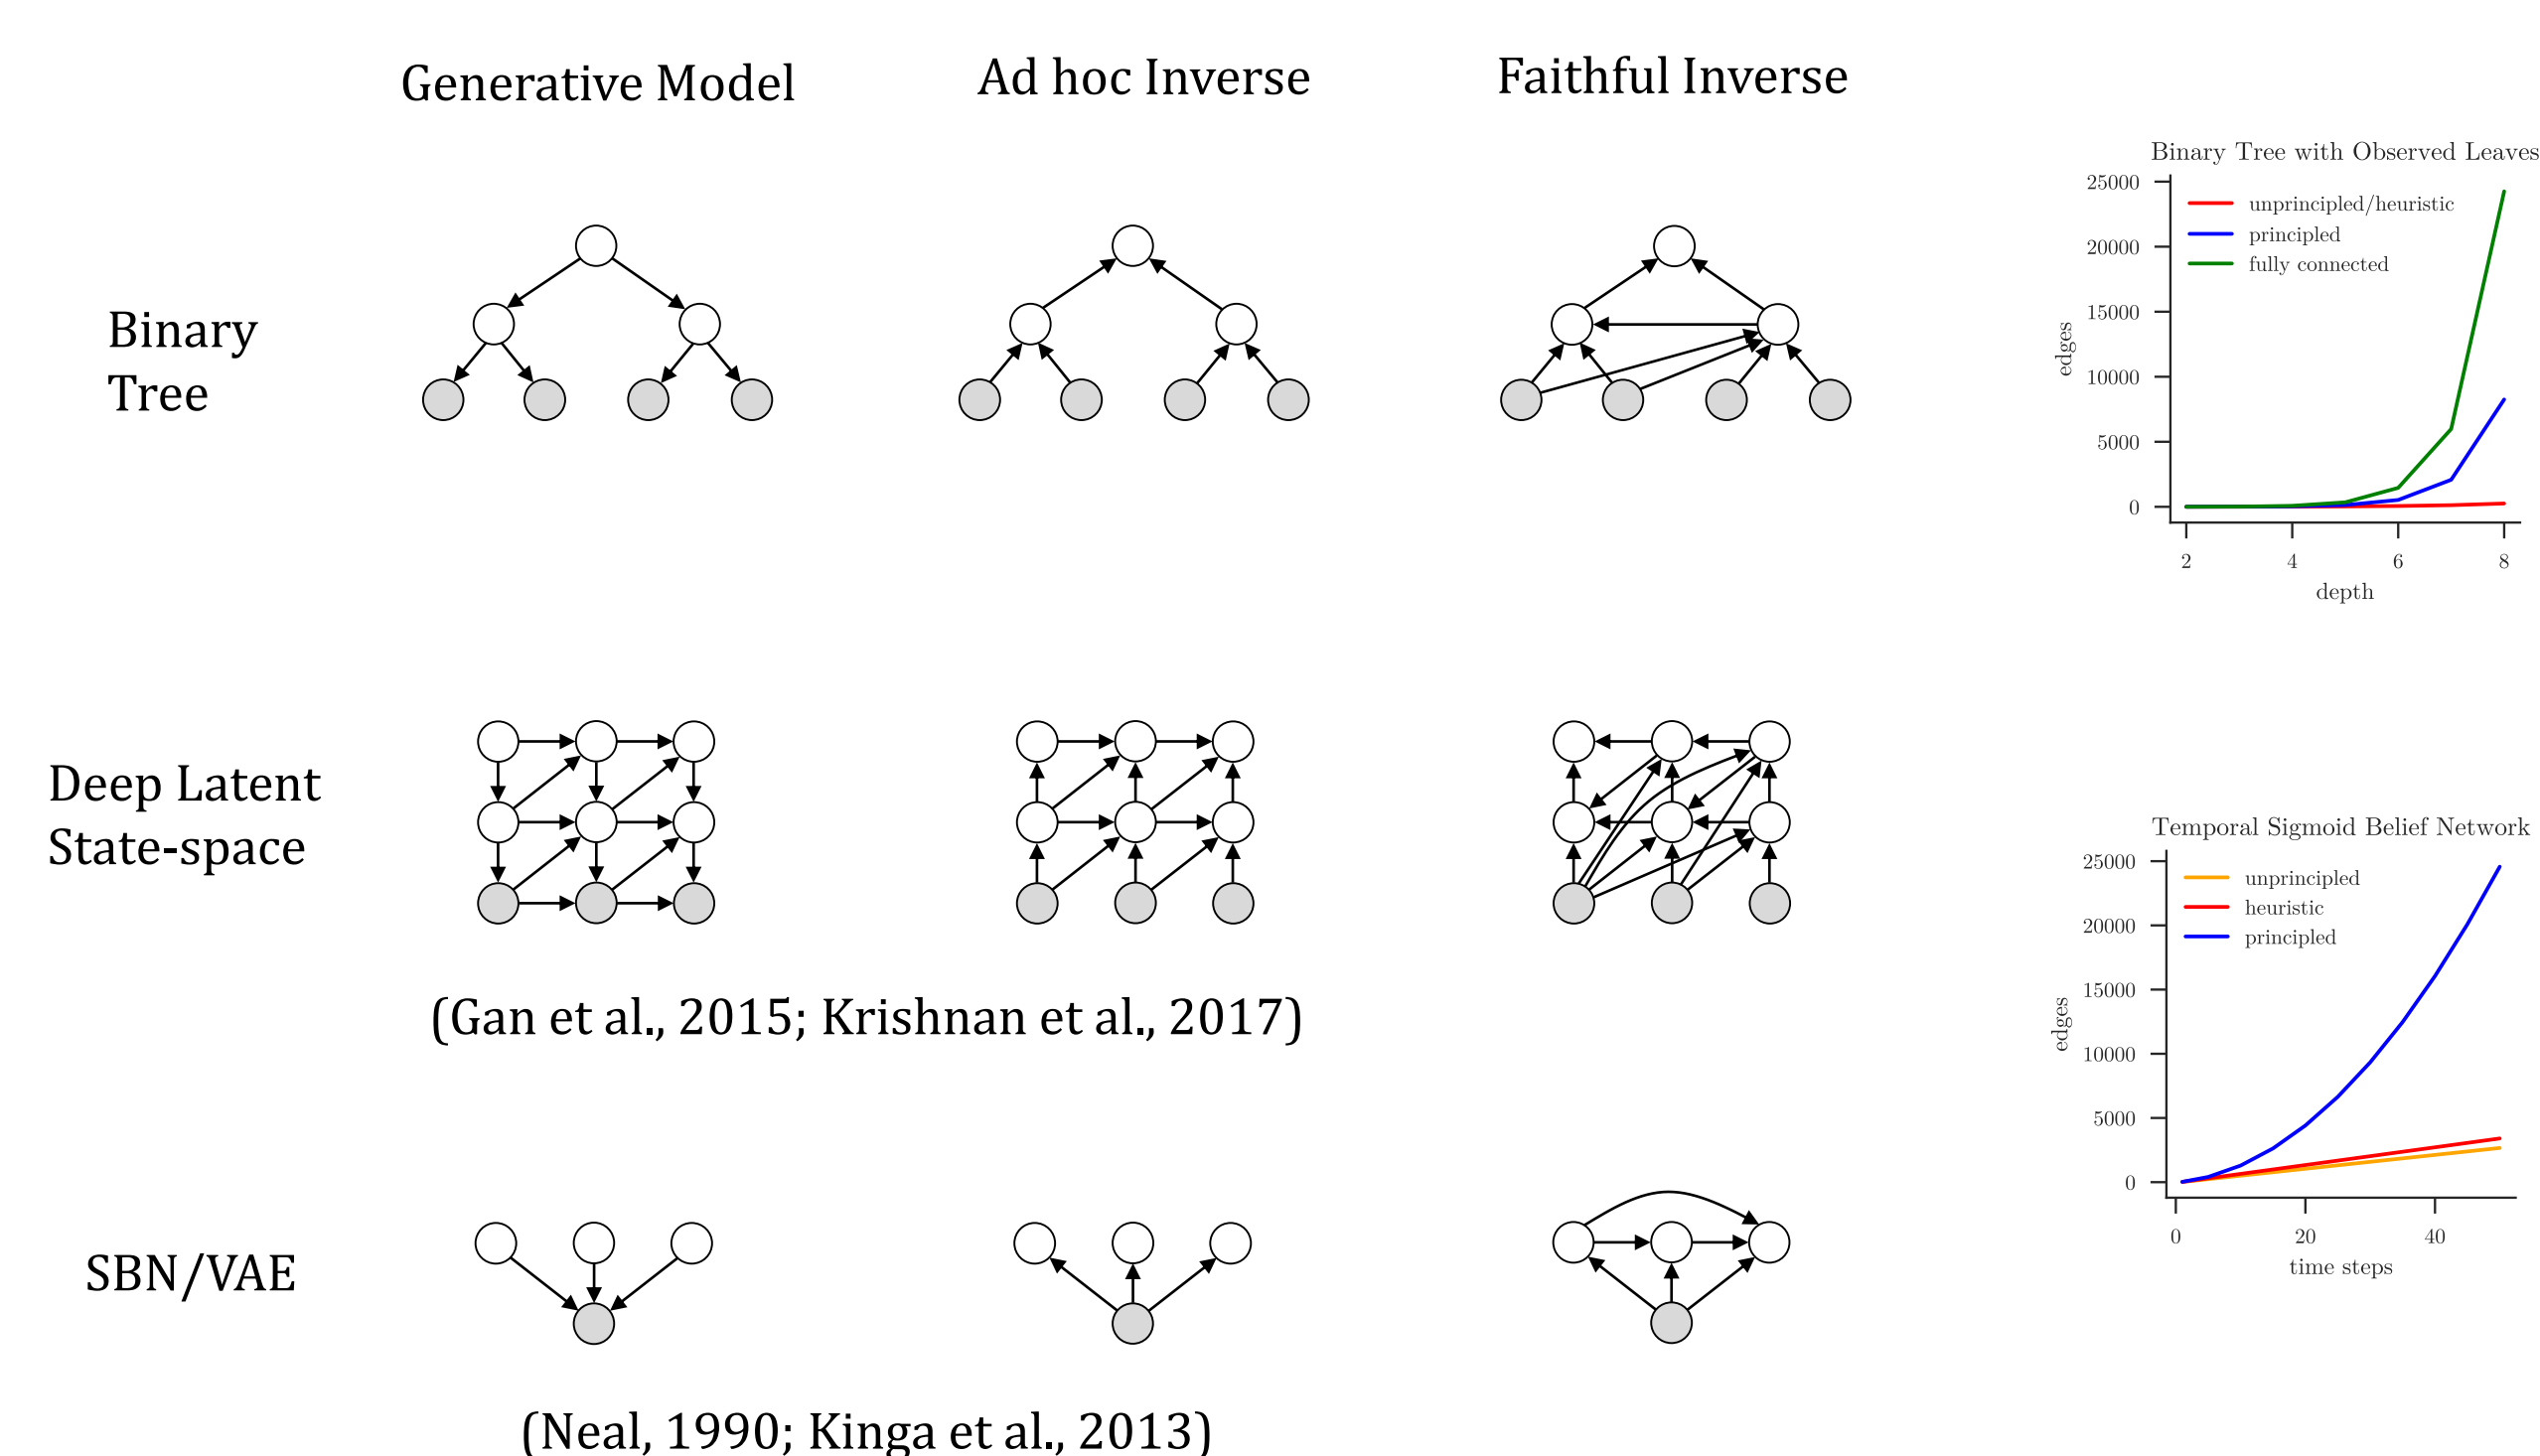 Generative Model
Ad hoc Inverse
Faithful Inverse
Binary
Tree
Binary Tree with Observed Leaves
25000
20000
15000
10000
5000
0
edges
unprincipled/heuristic
principled
fully connected
2 4 6 8
depth
Deep Latent
State-space
(Gan et al., 2015; Krishnan et al., 2017)
Temporal Sigmoid Belief Network
25000
20000
15000
10000
5000
0
edges
unprincipled
heuristic
principled
0 20 40
time steps
SBN/VAE
(Neal, 1990; Kinga et al., 2013)